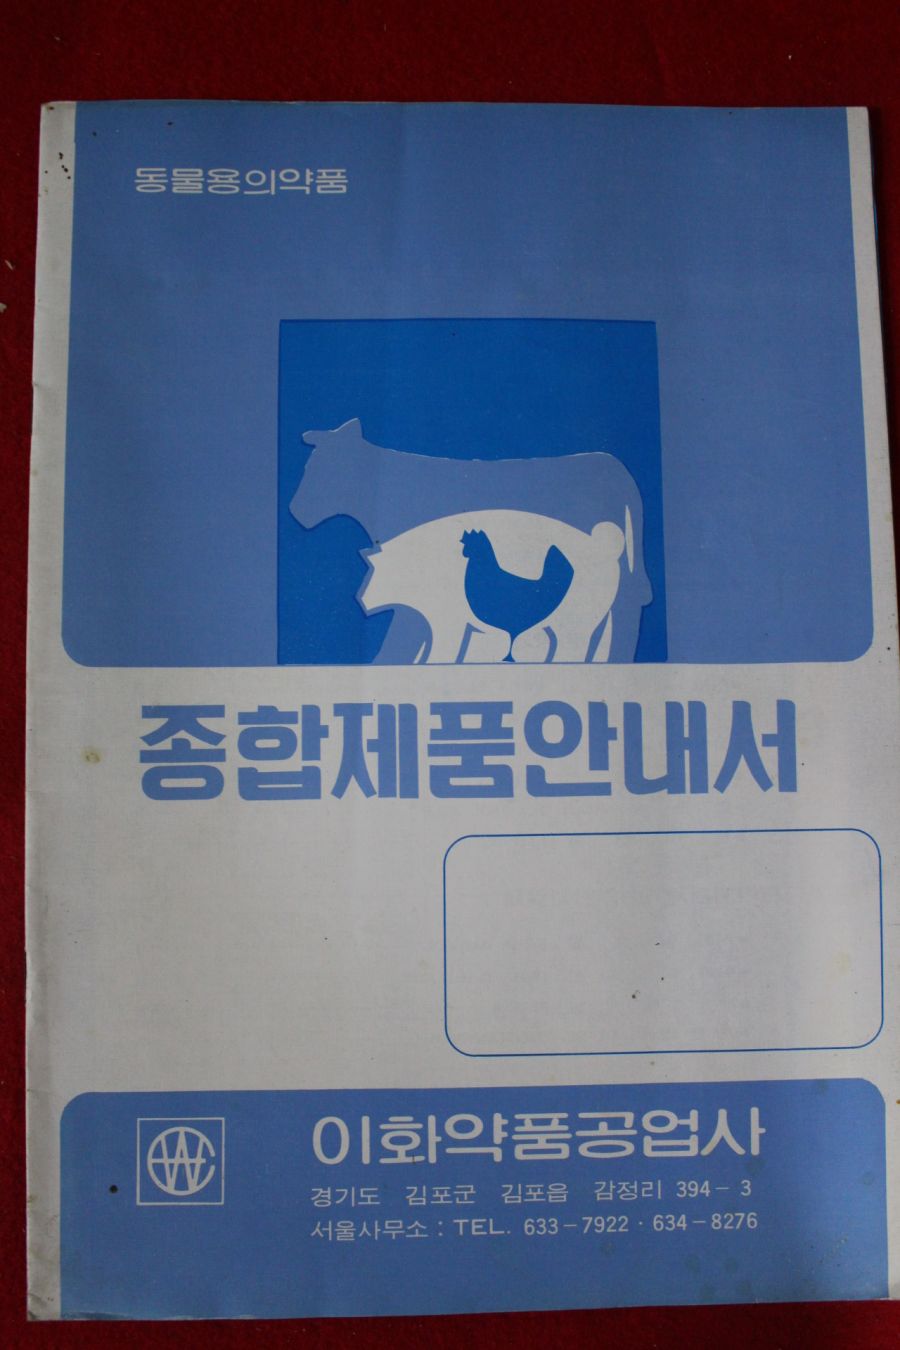 동물용의약품
종합제품안내서
이화약품공업사
경기도 김포군 김포읍 감정리 394-3
서울사무소 : TEL. 633-7922 · 634-8276